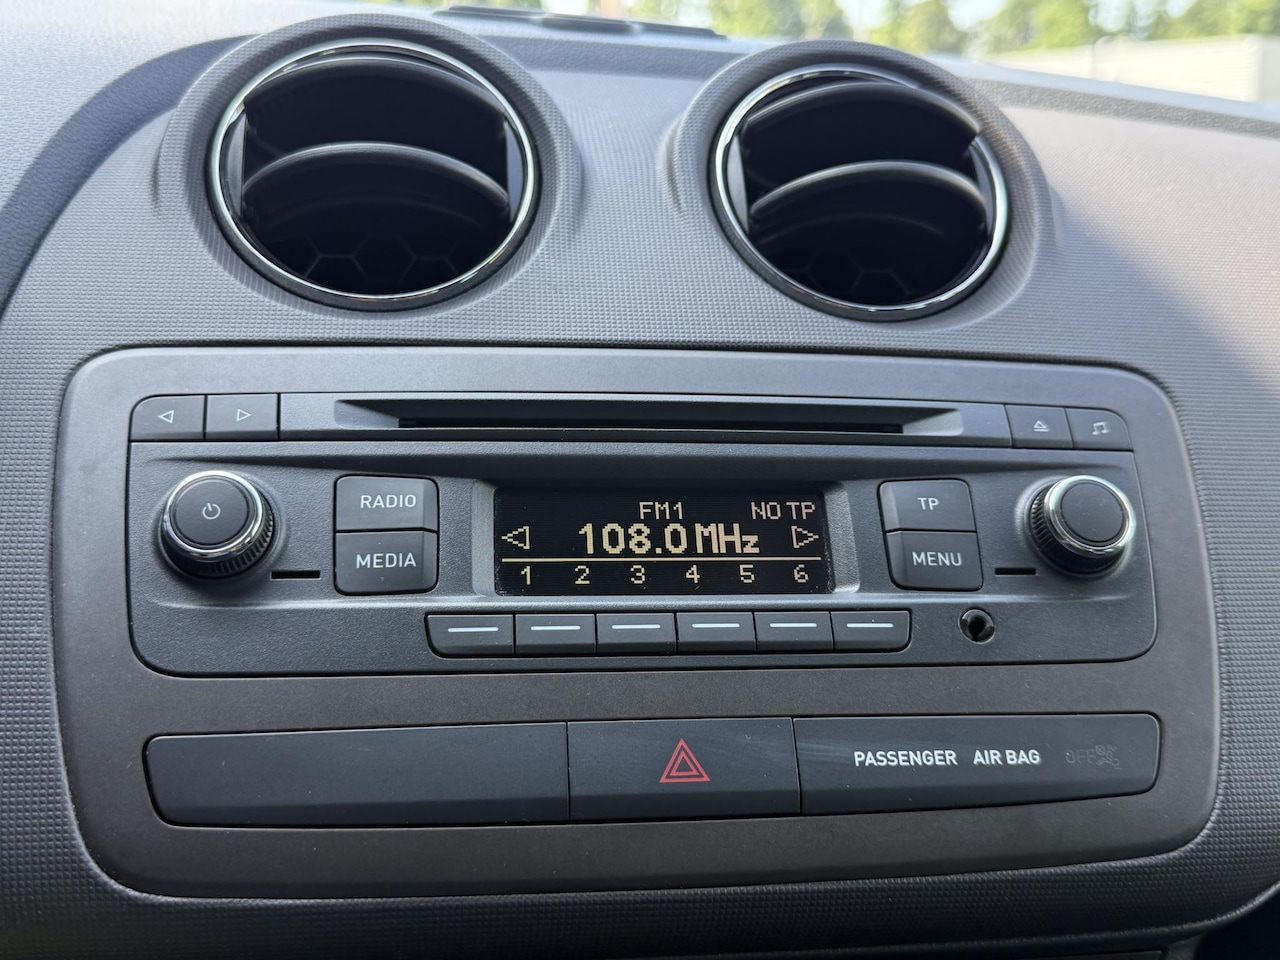 RADIO
MEDIA
FM1 NO TP
108.0 MHz
1 2 3 4 5 6
TP
MENU
PASSENGER AIR BAG OFF